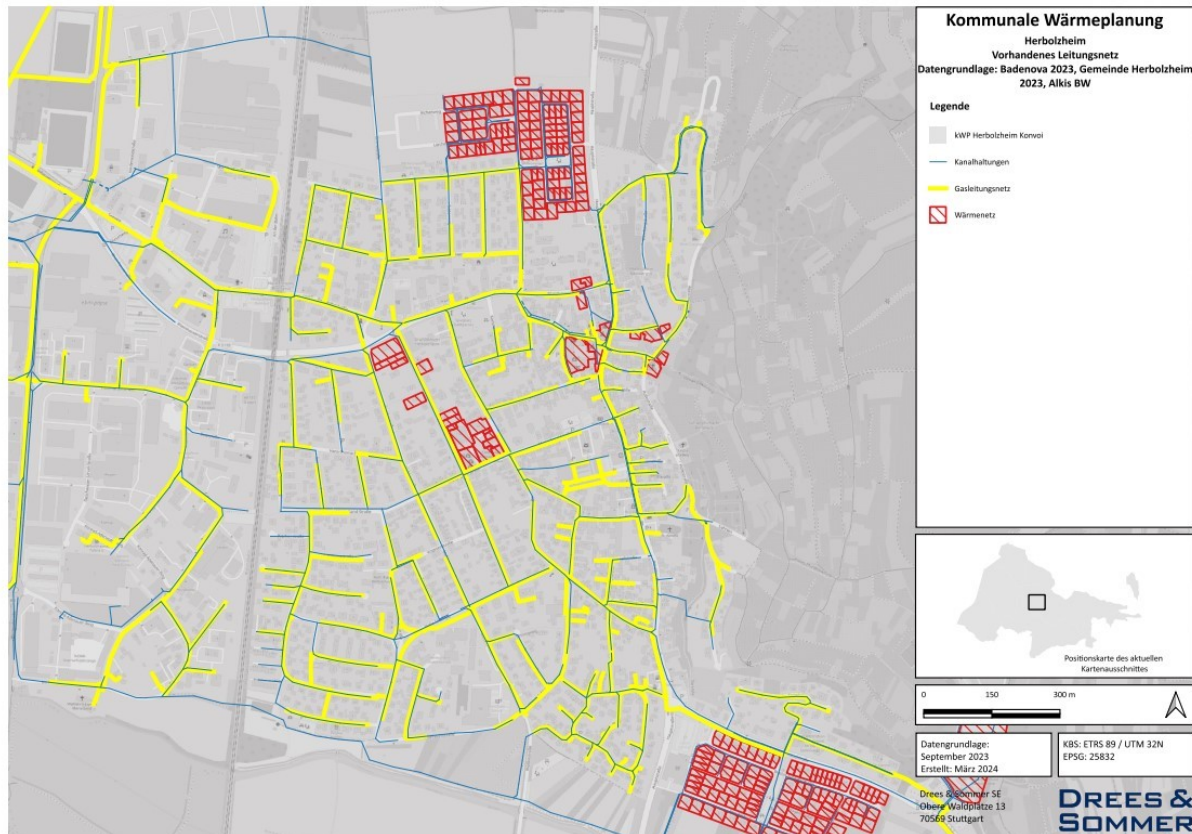 Kommunale Wärmeplanung
Herbolzheim
Vorhandenes Leitungsnetz
Datengrundlage: Badenova 2023, Gemeinde Herbolzheim
2023, Alkis BW
Legende
kWP Herbolzheim Konvoi
Kanalhaltungen
Gasleitungsnetz
Wärmenetz
Positionskarte des aktuellen
Kartenausschnittes
0 150 300 m
Datengrundlage:
September 2023
Erstellt: März 2024
KBS: ETRS 89 / UTM 32N
EPSG: 25832
Drees & Sommer SE
Obere Waldplätze 13
70569 Stuttgart
DREES &
SOMMER